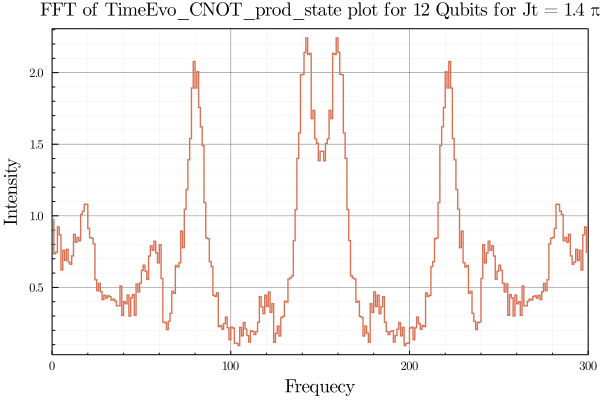 FFT of TimeEvo_CNOT_prod_state plot for 12 Qubits for Jt = 1.4 π
2.0
1.5
1.0
0.5
Intensity
0 100 200 300
Frequecy